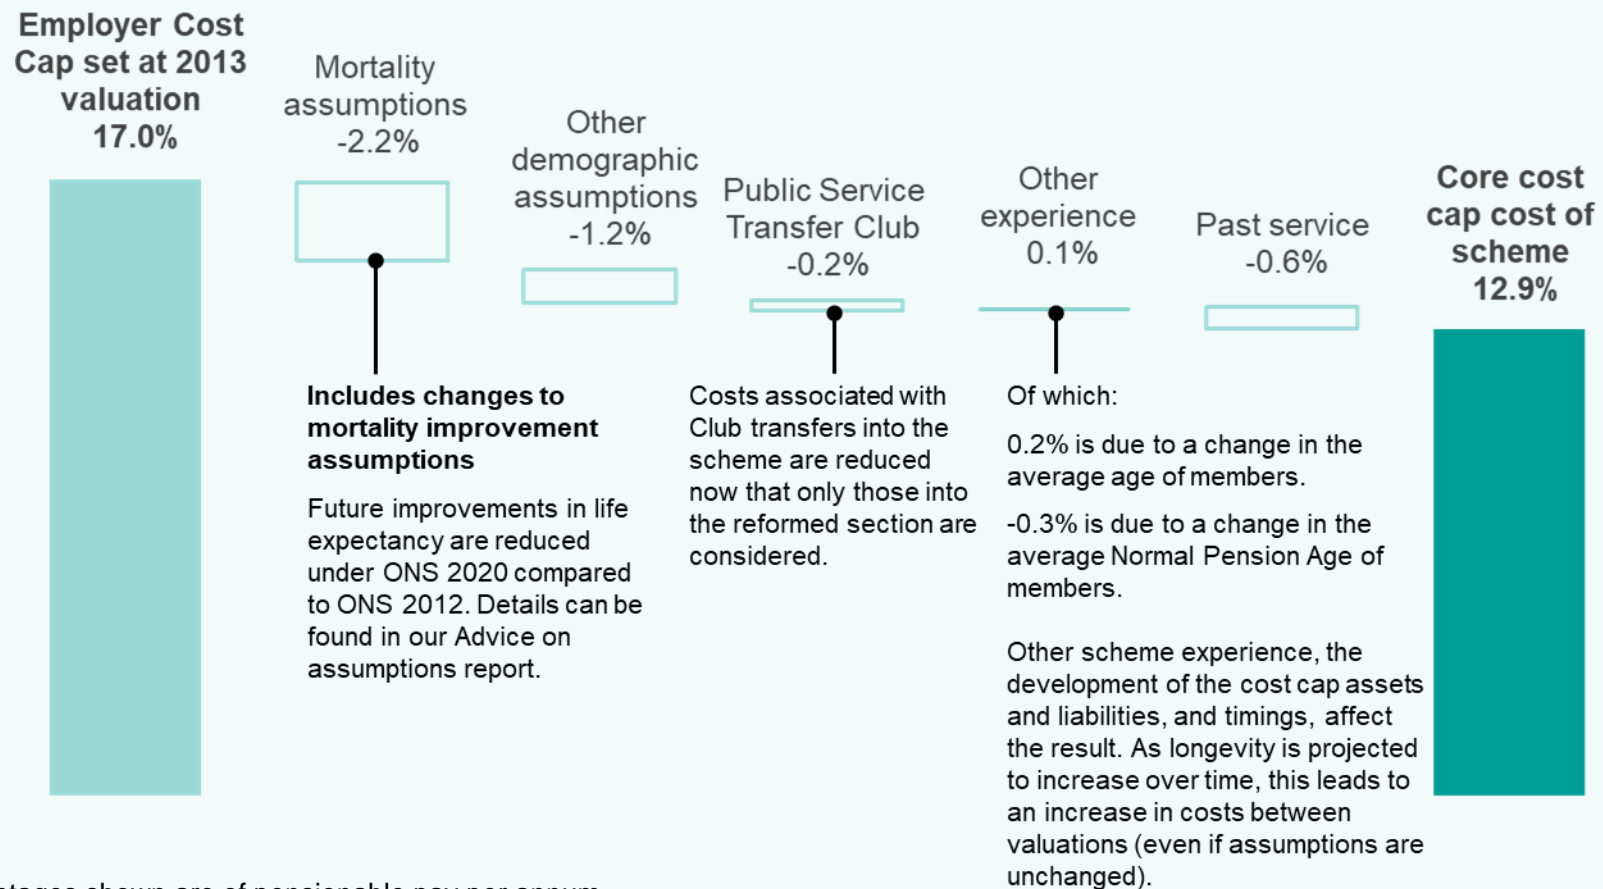 Employer Cost
Cap set at 2013
valuation
17.0%
Mortality
assumptions
-2.2%
Other
demographic
assumptions
-1.2%
Public Service
Transfer Club
-0.2%
Other
experience
0.1%
Past service
-0.6%
Core cost
cap cost of
scheme
12.9%
Includes changes to
mortality improvement
assumptions
Future improvements in life
expectancy are reduced
under ONS 2020 compared
to ONS 2012. Details can be
found in our Advice on
assumptions report.
Costs associated with
Club transfers into the
scheme are reduced
now that only those into
the reformed section are
considered.
Of which:
0.2% is due to a change in the
average age of members.
-0.3% is due to a change in the
average Normal Pension Age of
members.
Other scheme experience, the
development of the cost cap assets
and liabilities, and timings, affect
the result. As longevity is projected
to increase over time, this leads to
an increase in costs between
valuations (even if assumptions are
unchanged).
shown are of pensionable pay per annum